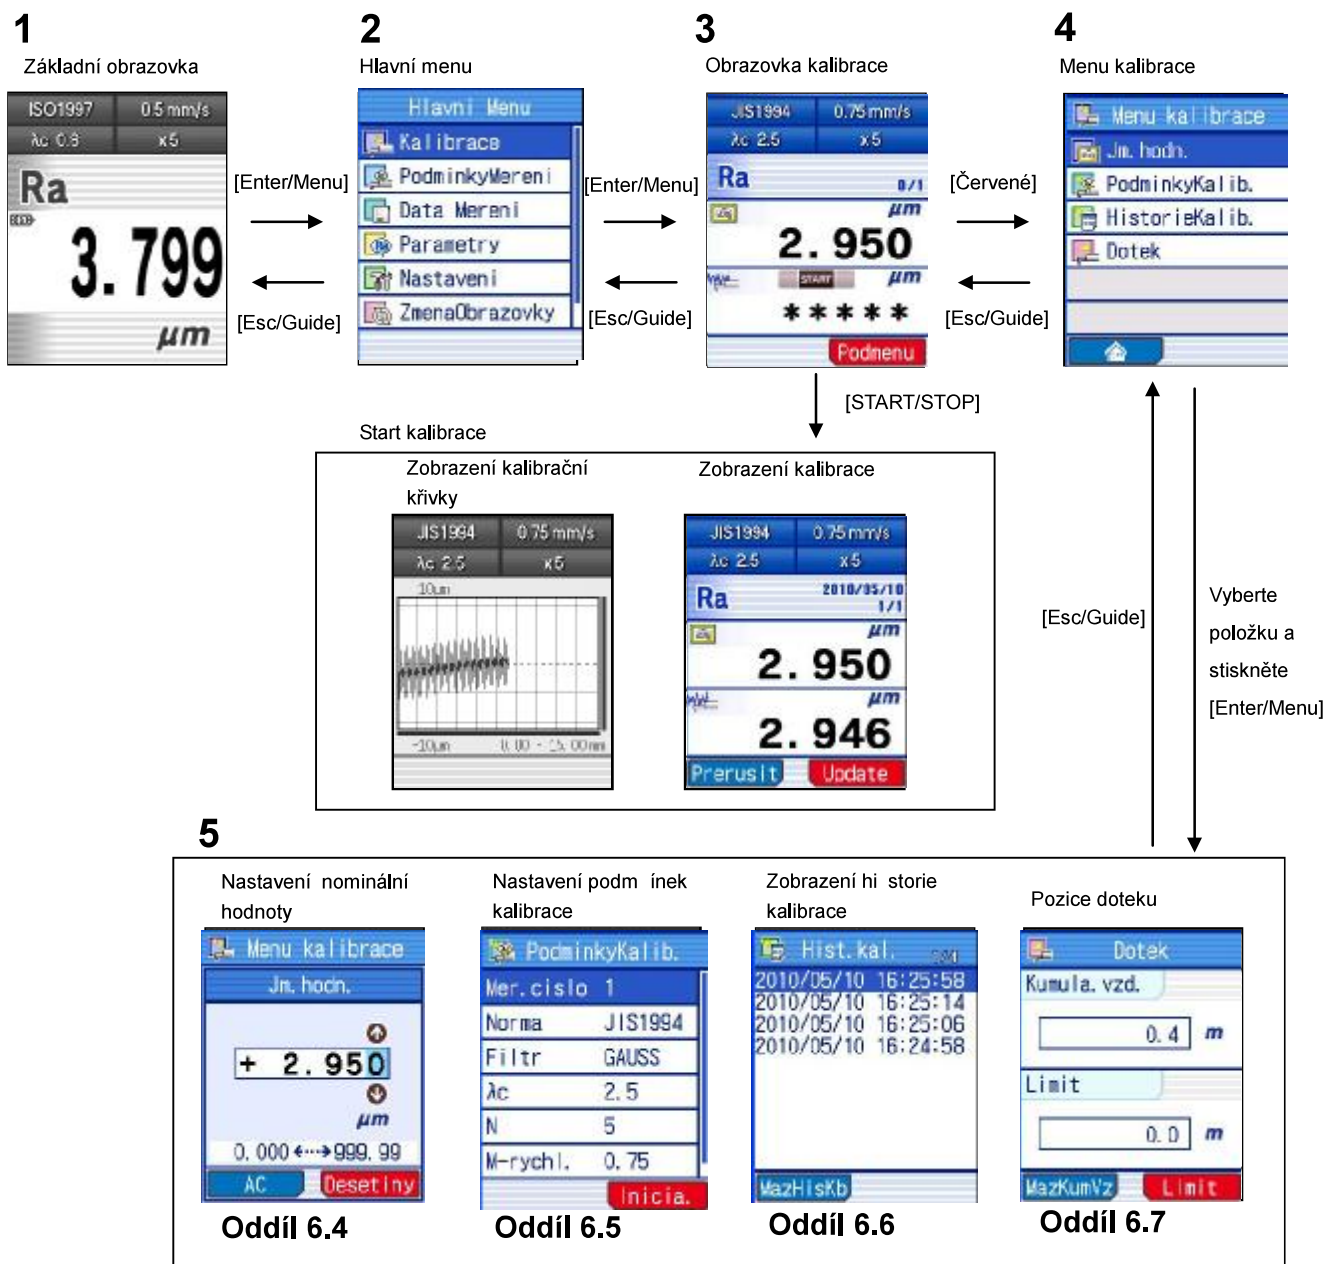 1
Základní obrazovka
ISO1997 0.5 mm/s
λc 0.8 x5
Ra
3.799
µm
[Enter/Menu]
[Esc/Guide]
2
Hlavní menu
Hlavní Menu
Kalibrace
PodminkyMereni
Data Mereni
Parametry
Nastaveni
ZmenaObrazovky
[Enter/Menu]
[Esc/Guide]
3
Obrazovka kalibrace
JIS1994 0.75 mm/s
λc 2.5 x5
Ra
0/1
µm
2.950
START µm
*****
Podmenu
[Červené]
[Esc/Guide]
4
Menu kalibrace
Menu kalibrace
Jm. hodn.
PodminkyKalib.
HistorieKalib.
Dotek
[START/STOP]
Start kalibrace
Zobrazení kalibrační
křivky
JIS1994 0.75 mm/s
λc 2.5 x5
10µm
-10µm 0.00 - 15.00mm
Zobrazení kalibrace
JIS1994 0.75 mm/s
λc 2.5 x5
Ra
2010/05/10
1/1
µm
2.950
µm
2.946
Prerusit Update
[Esc/Guide]
Vyberte
položku a
stiskněte
[Enter/Menu]
5
Nastavení nominální
hodnoty
Menu kalibrace
Jm. hodn.
+ 2.950
µm
0.000 ←--→ 999.99
AC Desetiny
Oddíl 6.4
Nastavení podm ínek
kalibrace
PodminkyKalib.
Mer.cislo 1
Norma JIS1994
Filtr GAUSS
λc 2.5
N 5
M-rychl. 0.75
Inicia.
Oddíl 6.5
Zobrazení hi storie
kalibrace
Hist.kal.
2010/05/10 16:25:58
2010/05/10 16:25:14
2010/05/10 16:25:06
2010/05/10 16:24:58
MazHisKb
Oddíl 6.6
Pozice doteku
Dotek
Kumula. vzd.
0.4 m
Limit
0.0 m
MazKumVz Limit
Oddíl 6.7